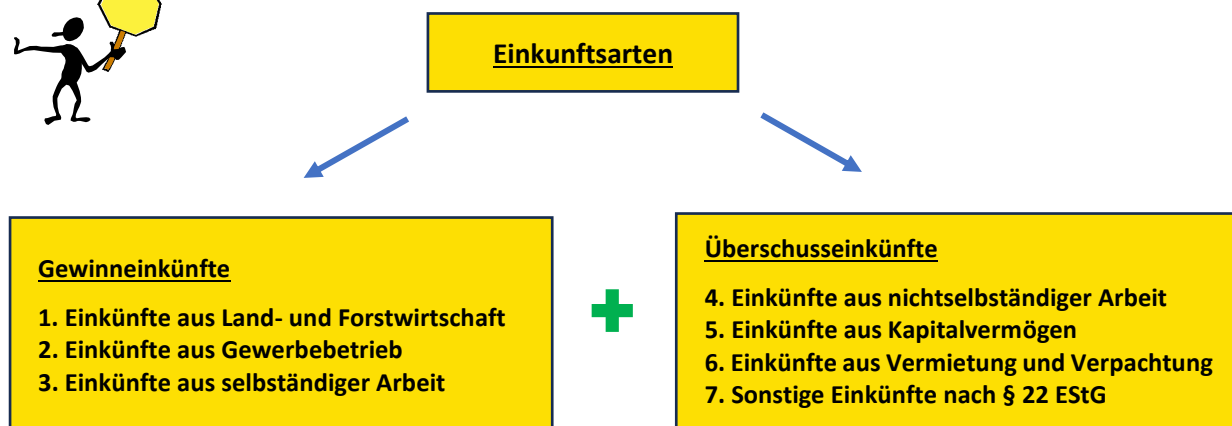 Einkunftsarten
Gewinneinkünfte
1. Einkünfte aus Land- und Forstwirtschaft
2. Einkünfte aus Gewerbebetrieb
3. Einkünfte aus selbständiger Arbeit
Überschusseinkünfte
4. Einkünfte aus nichtselbständiger Arbeit
5. Einkünfte aus Kapitalvermögen
6. Einkünfte aus Vermietung und Verpachtung
7. Sonstige Einkünfte nach § 22 EStG